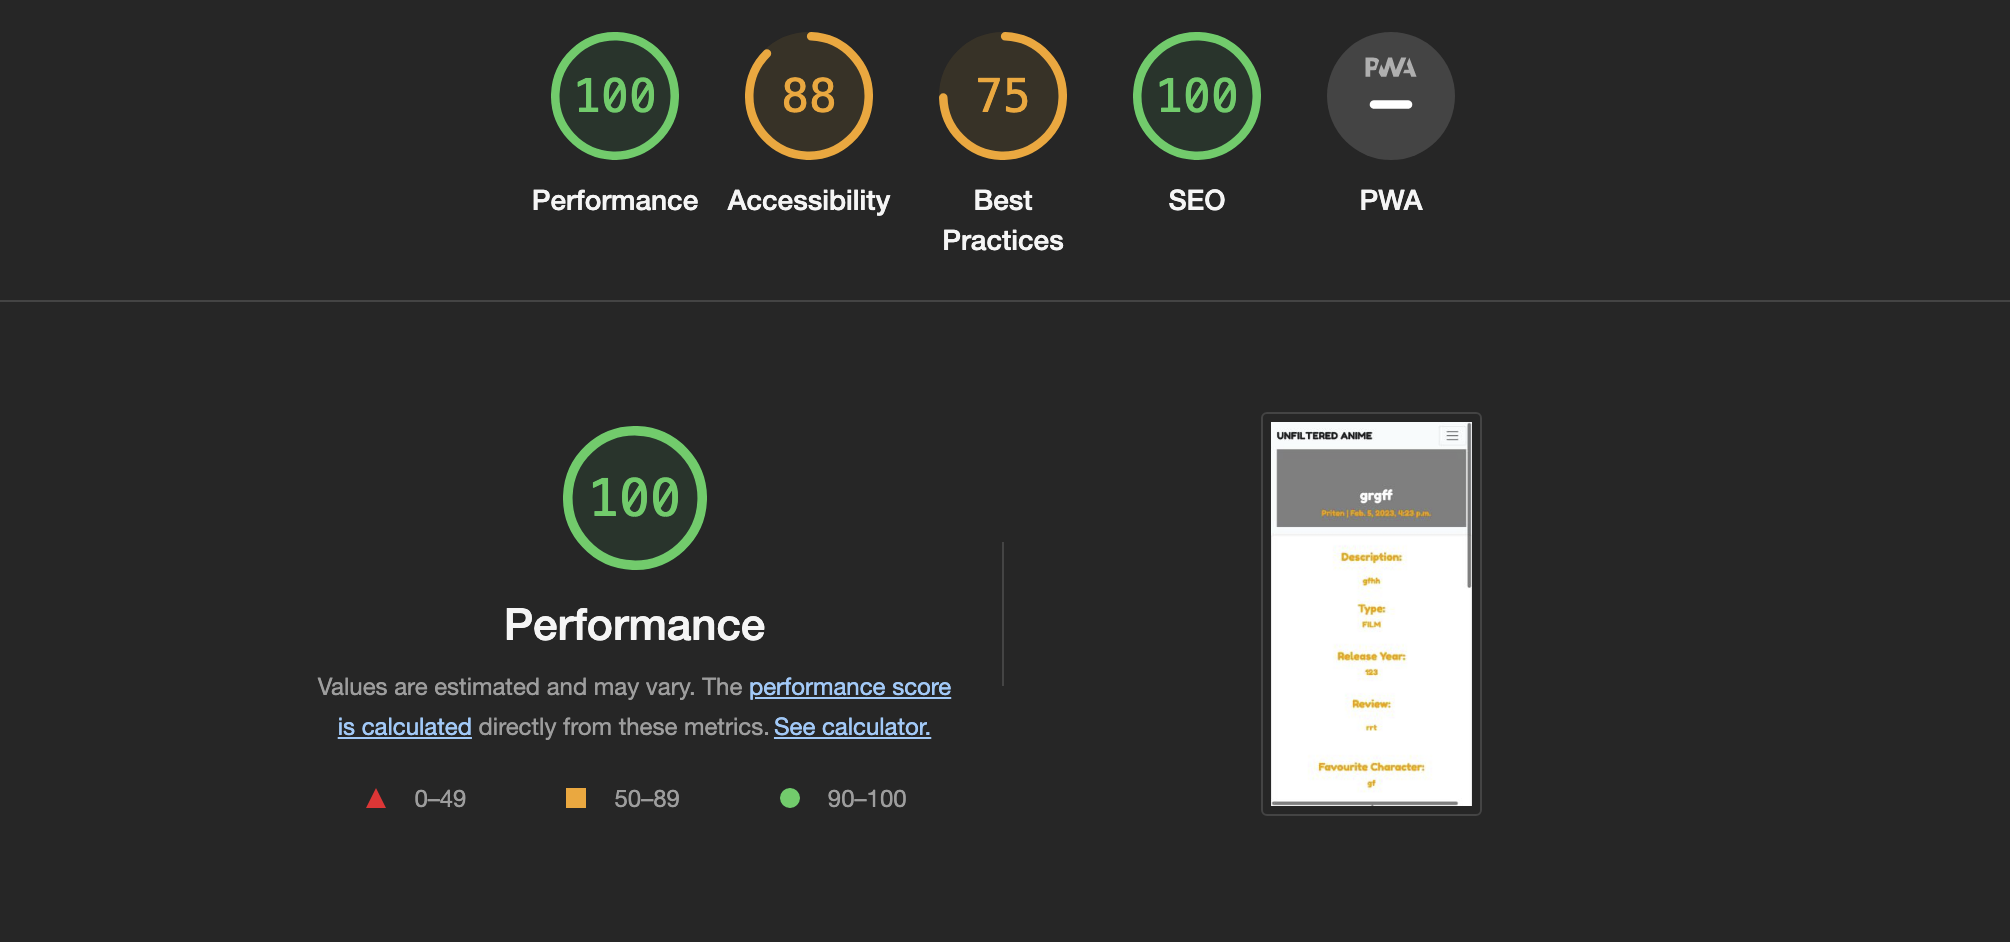 100
88
75
100
PWA
Performance
Accessibility
Best
Practices
SEO
PWA
100
Performance
Values are estimated and may vary. The performance score
is calculated directly from these metrics. See calculator.
0–49
50–89
90–100
UNFILTERED ANIME
grgff
Priton | Feb. 5, 2023, 4:23 p.m.
Description:
gfhh
Type:
FILM
Release Year:
123
Review:
rrt
Favourite Character:
gf